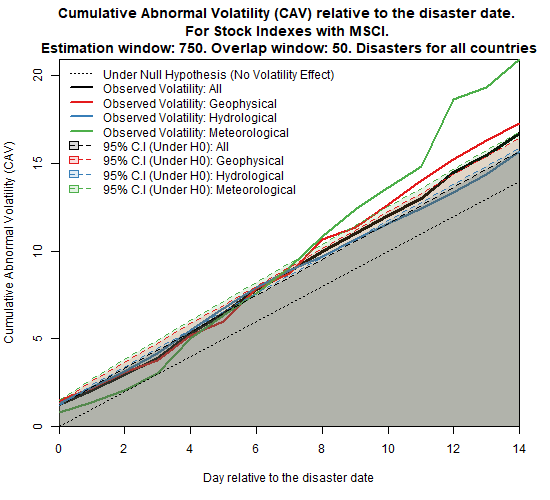 Cumulative Abnormal Volatility (CAV) relative to the disaster date.
For Stock Indexes with MSCI.
Estimation window: 750. Overlap window: 50. Disasters for all countries
Under Null Hypothesis (No Volatility Effect)
Observed Volatility: All
Observed Volatility: Geophysical
Observed Volatility: Hydrological
Observed Volatility: Meteorological
95% C.I (Under H0): All
95% C.I (Under H0): Geophysical
95% C.I (Under H0): Hydrological
95% C.I (Under H0): Meteorological
Cumulative Abnormal Volatility (CAV)
20
15
10
5
0
0 2 4 6 8 10 12 14
Day relative to the disaster date